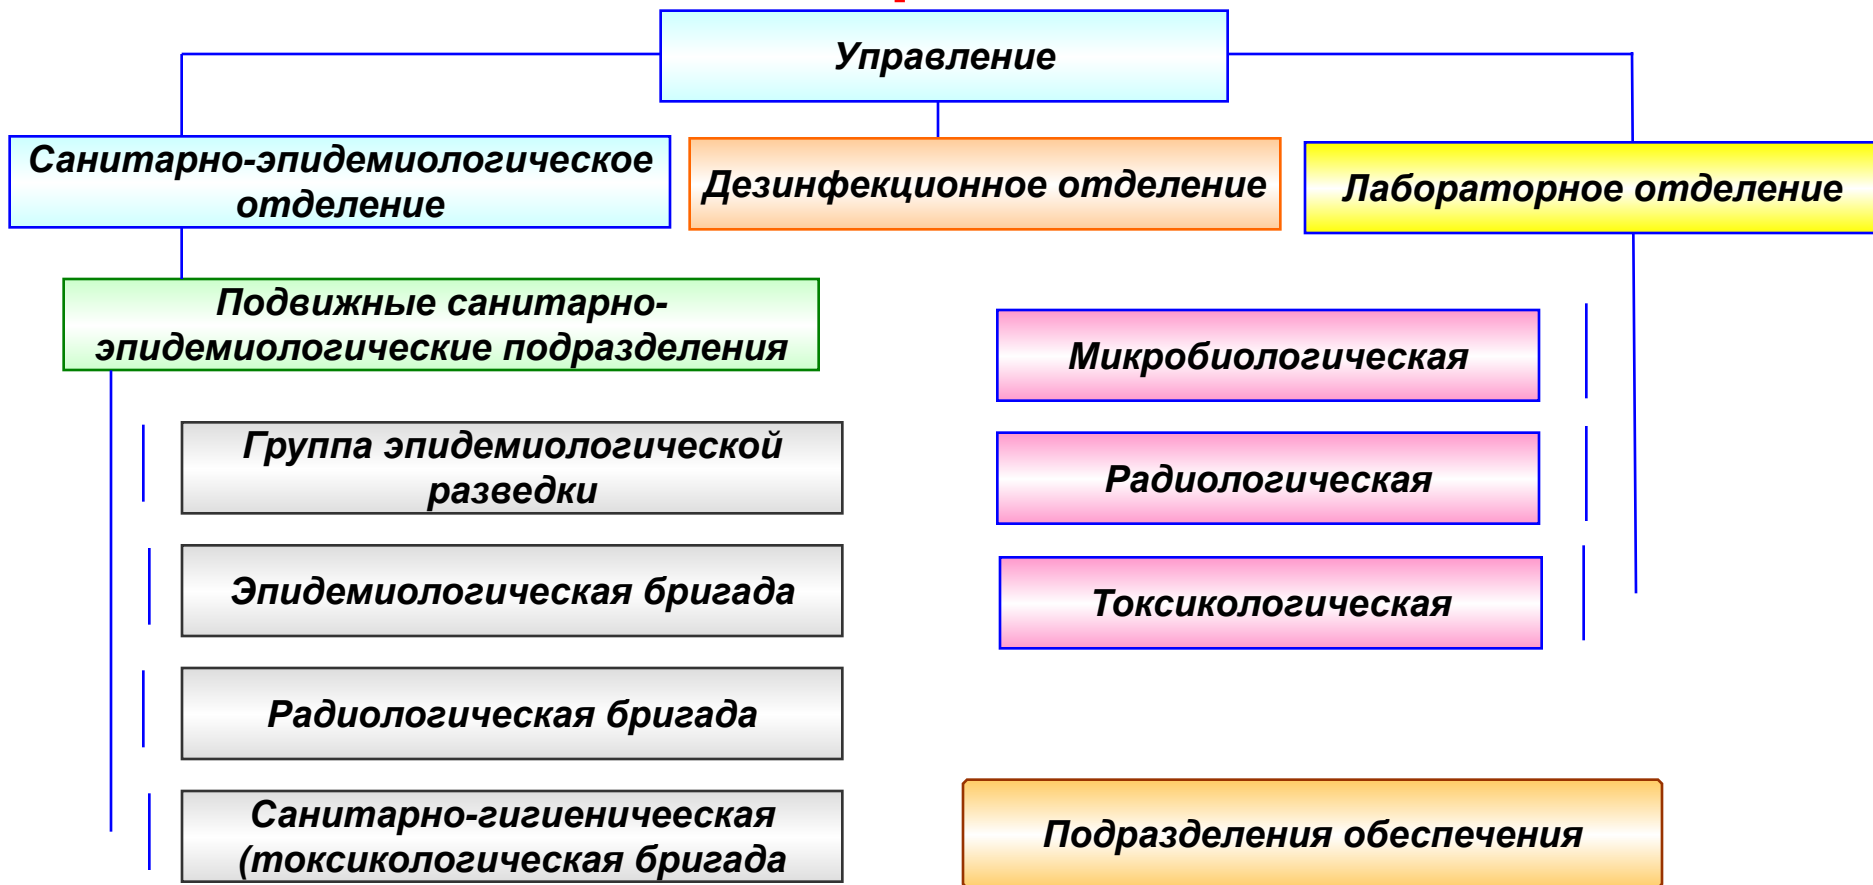 Управление
Санитарно-эпидемиологическое
отделение
Дезинфекционное отделение
Лабораторное отделение
Подвижные санитарно-
эпидемиологические подразделения
Группа эпидемиологической
разведки
Эпидемиологическая бригада
Радиологическая бригада
Санитарно-гигиеничееская
(токсикологическая бригада
Микробиологическая
Радиологическая
Токсикологическая
Подразделения обеспечения